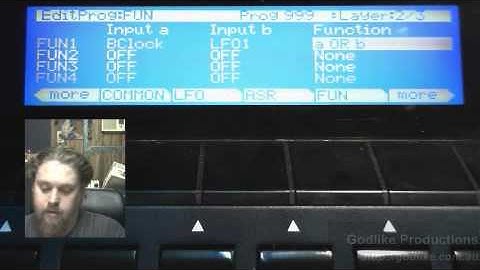 EditProg:FUN Prog 999 :Layer:2/3
Input a Input b Function
FUN1 BClock LFO1 a OR b
FUN2 OFF OFF None
FUN3 OFF OFF None
FUN4 OFF OFF None
more COMMON LFO ASR FUN more
Godlike Productions